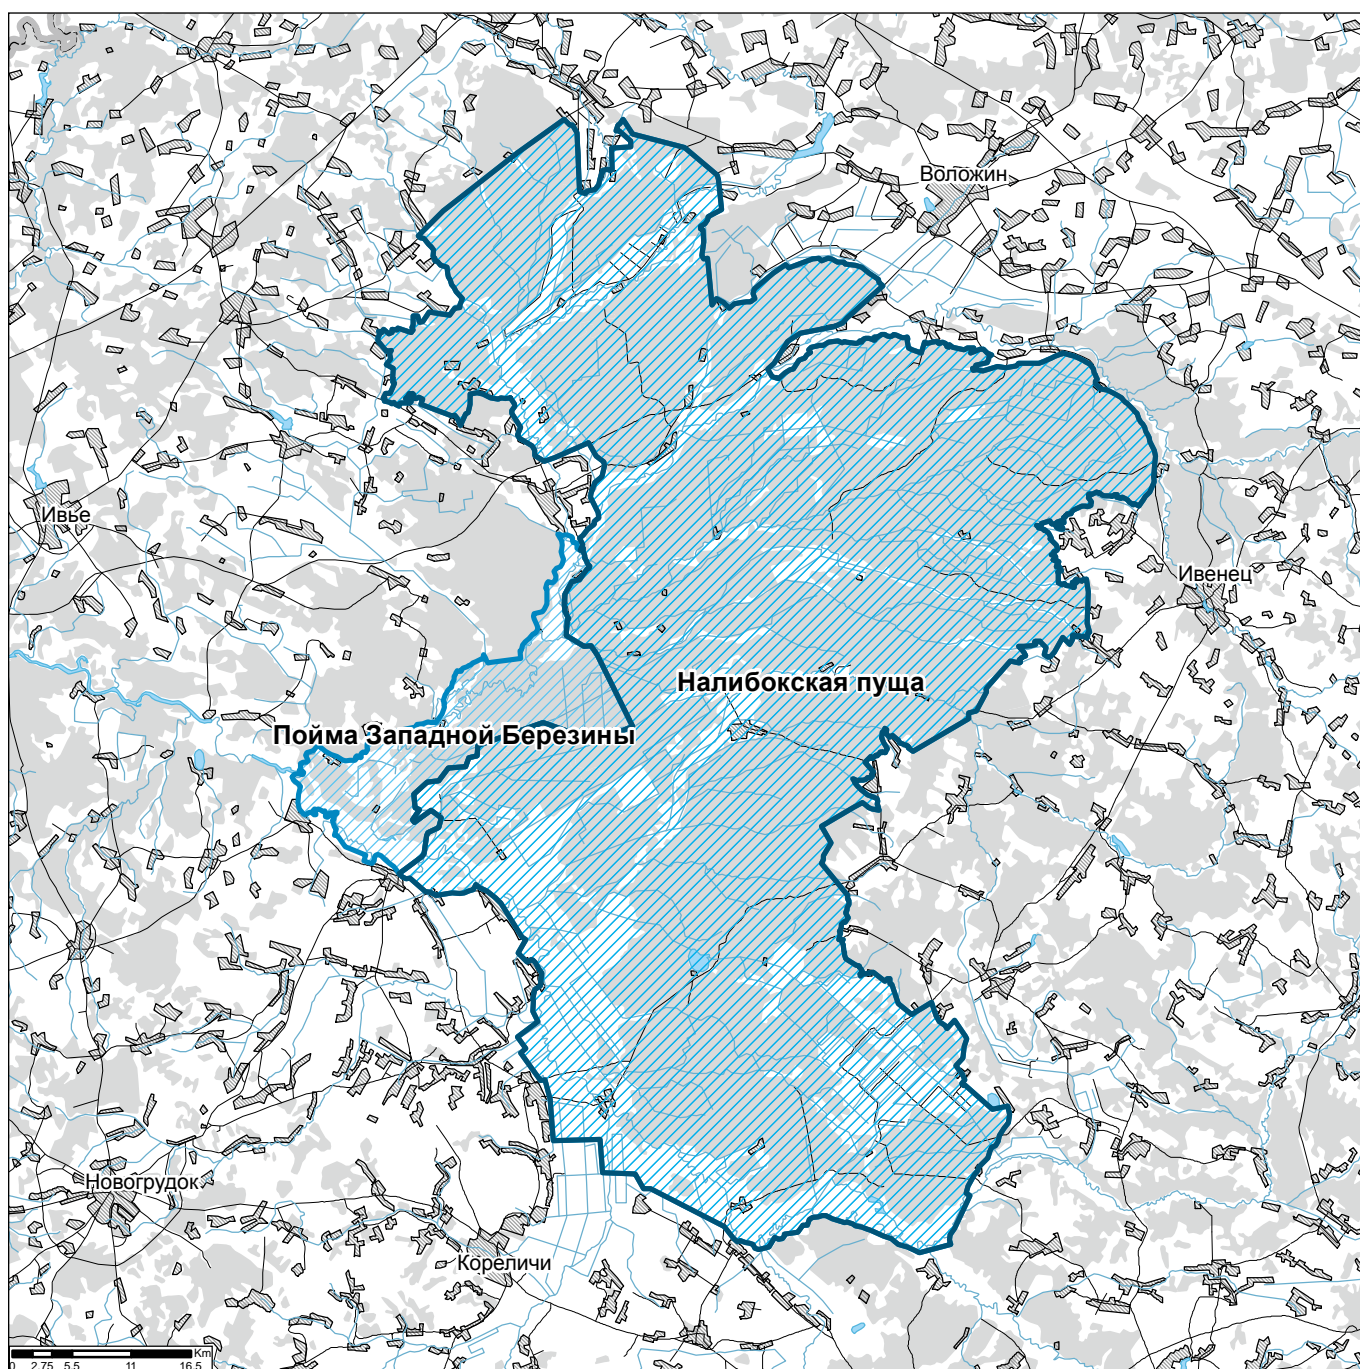 Воложин
Ивье
Ивенец
Налибокская пуща
Пойма Западной Березины
Новогрудок
Кореличи
Km
0 2.75 5.5 11 16.5